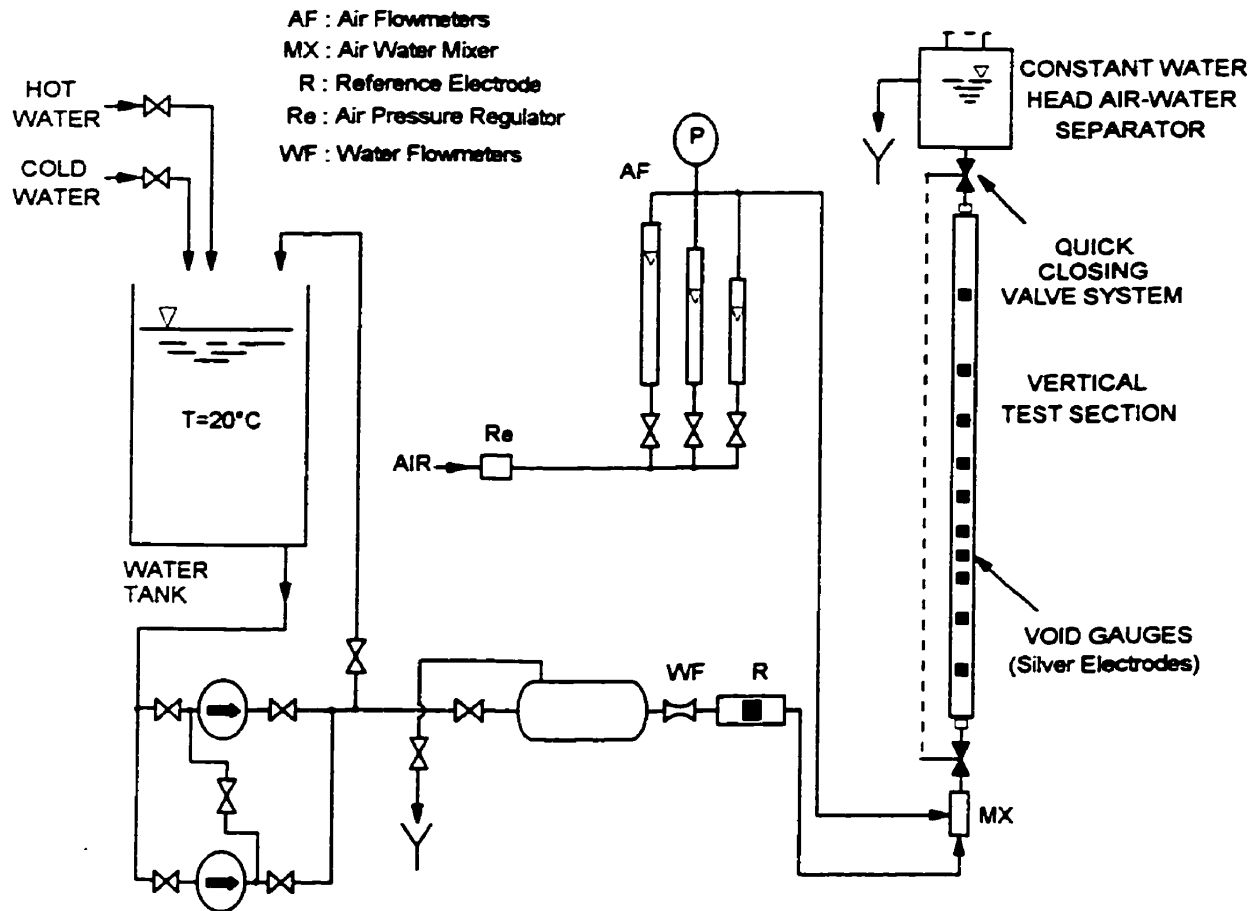 AF : Air Flowmeters
MX : Air Water Mixer
R : Reference Electrode
Re : Air Pressure Regulator
WF : Water Flowmeters
HOT
WATER
COLD
WATER
T=20°C
WATER
TANK
AF
P
Re
AIR
WF
R
CONSTANT WATER
HEAD AIR-WATER
SEPARATOR
QUICK
CLOSING
VALVE SYSTEM
VERTICAL
TEST SECTION
VOID GAUGES
(Silver Electrodes)
MX